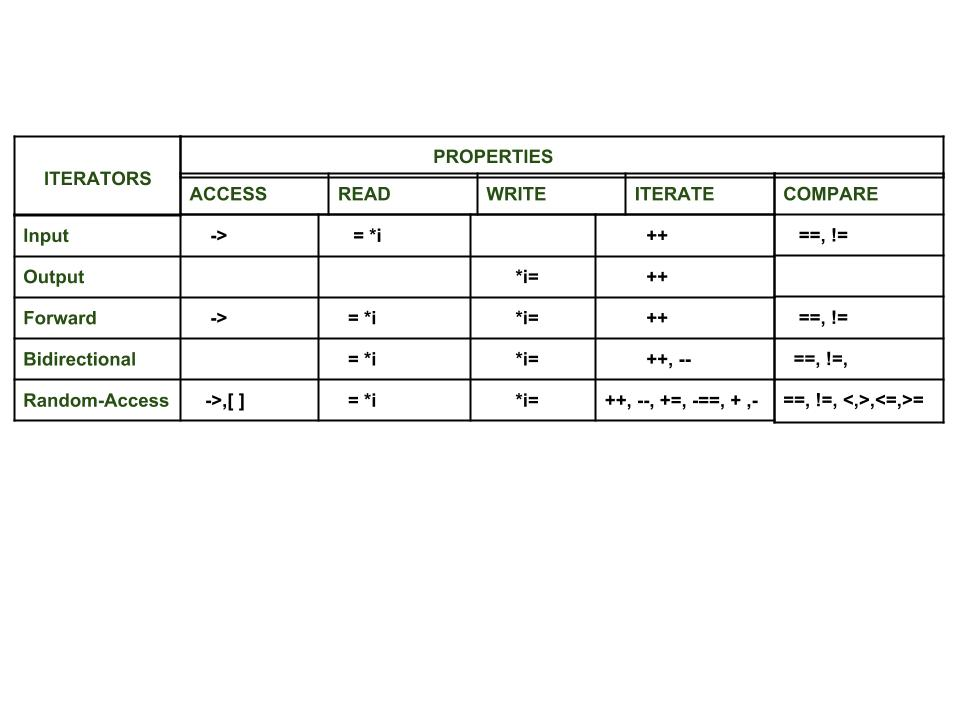 PROPERTIES
ITERATORS
ACCESS READ WRITE ITERATE COMPARE
Input -> = *i ++ ==, !=
Output *i= ++
Forward -> = *i *i= ++ ==, !=
Bidirectional = *i *i= ++, -- ==, !=,
Random-Access ->,[ ] = *i *i= ++, --, +=, -==, + ,- ==, !=, <,>,<=,>=